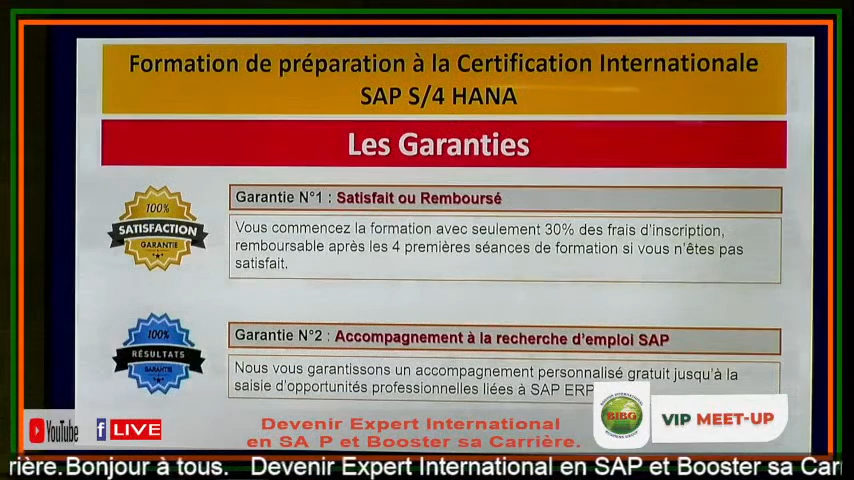 Formation de préparation à la Certification Internationale
SAP S/4 HANA
Les Garanties
100%
SATISFACTION
GARANTIE
Garantie N°1 : Satisfait ou Remboursé
Vous commencez la formation avec seulement 30% des frais d'inscription,
remboursable après les 4 premières séances de formation si vous n'êtes pas
satisfait.
100%
RÉSULTATS
GARANTIE
Garantie N°2 : Accompagnement à la recherche d'emploi SAP
Nous vous garantissons un accompagnement personnalisé gratuit jusqu'à la
saisie d'opportunités professionnelles liées à SAP ERP
YouTube
f LIVE
Devenir Expert International
en SA P et Booster sa Carrière.
BIBG
VIP MEET-UP
rière.Bonjour à tous. Devenir Expert International en SAP et Booster sa Carri